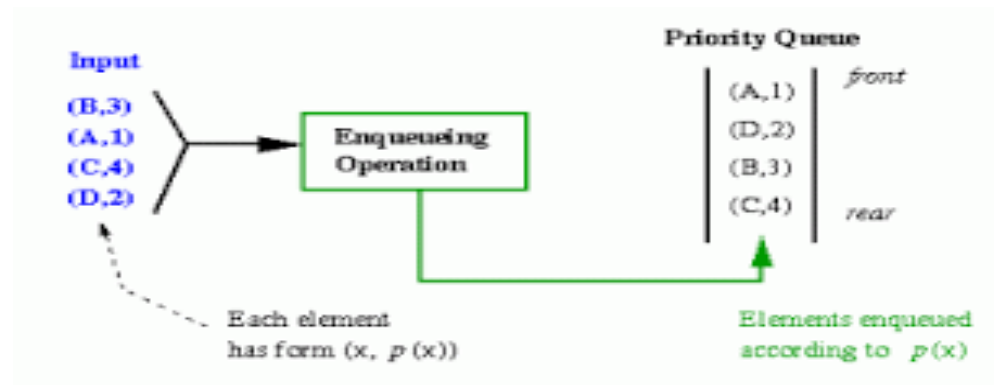 Input
(B,3)
(A,1)
(C,4)
(D,2)
Enqueueing
Operation
Priority Queue
front
(A,1)
(D,2)
(B,3)
(C,4)
rear
Each element
has form (x, p(x))
Elements enqueued
according to p(x)